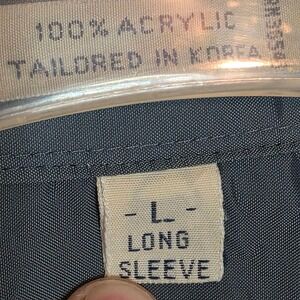 100% ACRYLIC
TAILORED IN KOREA
- L -
LONG
SLEEVE